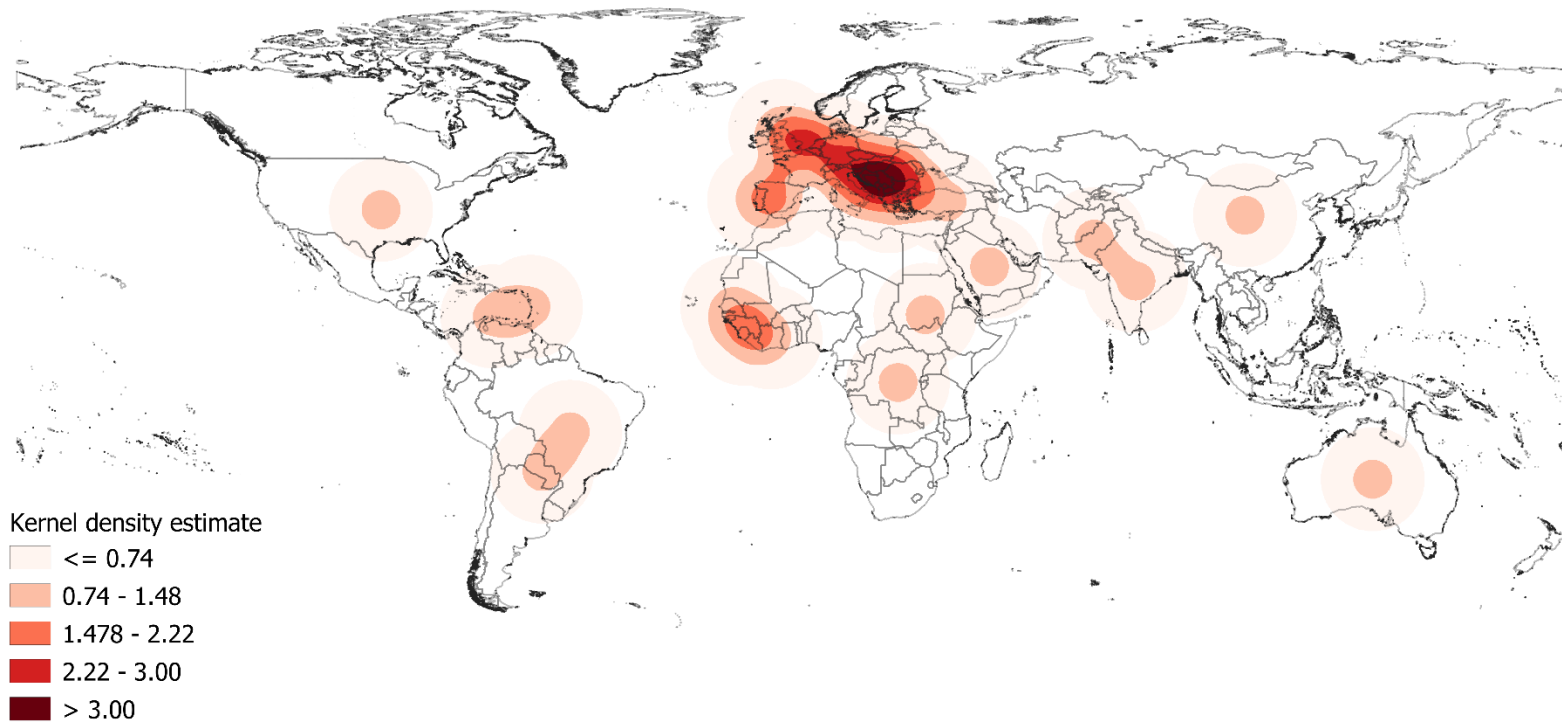 Kernel density estimate
<= 0.74
0.74 - 1.48
1.478 - 2.22
2.22 - 3.00
> 3.00